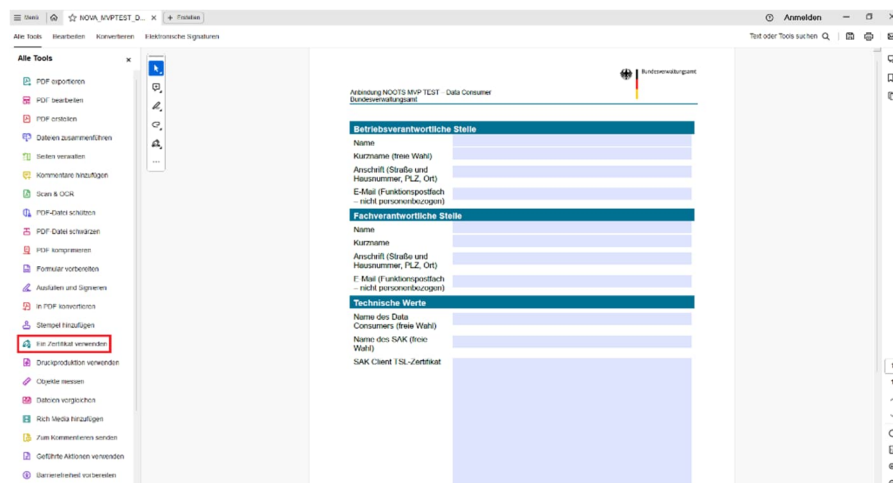 Menü
NOVA_MVPTEST_D...
+ Erstellen
Anmelden
Alle Tools
Bearbeiten
Konvertieren
Elektronische Signaturen
Text oder Tools suchen
Alle Tools
PDF exportieren
PDF bearbeiten
PDF erstellen
Dateien zusammenführen
Seiten verwalten
Kommentare hinzufügen
Scan & OCR
PDF-Datei schützen
PDF-Datei schwärzen
PDF komprimieren
Formular vorbereiten
Ausfüllen und Signieren
In PDF konvertieren
Stempel hinzufügen
Ein Zertifikat verwenden
Druckproduktion verwenden
Objekte messen
Dateien vergleichen
Rich Media hinzufügen
Zum Kommentieren senden
Geführte Aktionen verwenden
Barrierefreiheit vorbereiten
Bundesverwaltungsamt
Anbindung NOOTS MVP TEST - Data Consumer
Bundesverwaltungsamt
Betriebsverantwortliche Stelle
Name
Kurzname (freie Wahl)
Anschrift (Straße und
Hausnummer, PLZ, Ort)
E-Mail (Funktionspostfach
– nicht personenbezogen)
Fachverantwortliche Stelle
Name
Kurzname
Anschrift (Straße und
Hausnummer, PLZ, Ort)
E-Mail (Funktionspostfach
– nicht personenbezogen)
Technische Werte
Name des Data
Consumers (freie Wahl)
Name des SAK (freie
Wahl)
SAK Client TSL-Zertifikat